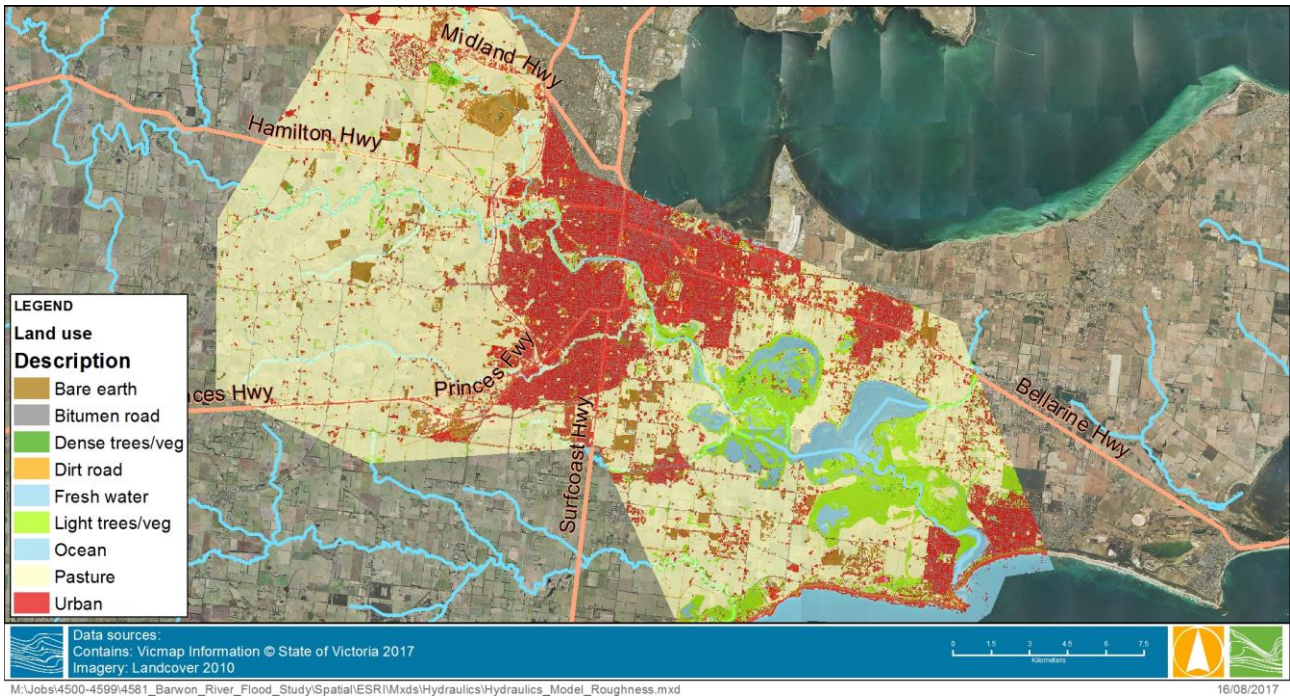 Midland Hwy
Hamilton Hwy
LEGEND
Land use
Description
Bare earth
Bitumen road
Dense trees/veg
Dirt road
Fresh water
Light trees/veg
Ocean
Pasture
Urban
nces Hwy
Princes Fwy
Surfcoast Hwy
Bellarine Hwy
Data sources:
Contains: Vicmap Information © State of Victoria 2017
Imagery: Landcover 2010
0 1.5 3 4.5 6 7.5
Kilometers
M:\Jobs\4500-4599\4581_Barwon_River_Flood_Study\Spatial\ESRI\Mxds\Hydraulics\Hydraulics_Model_Roughness.mxd
16/08/2017